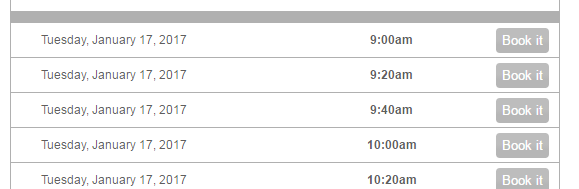 Tuesday, January 17, 2017 9:00am Book it
Tuesday, January 17, 2017 9:20am Book it
Tuesday, January 17, 2017 9:40am Book it
Tuesday, January 17, 2017 10:00am Book it
Tuesday, January 17, 2017 10:20am Book it